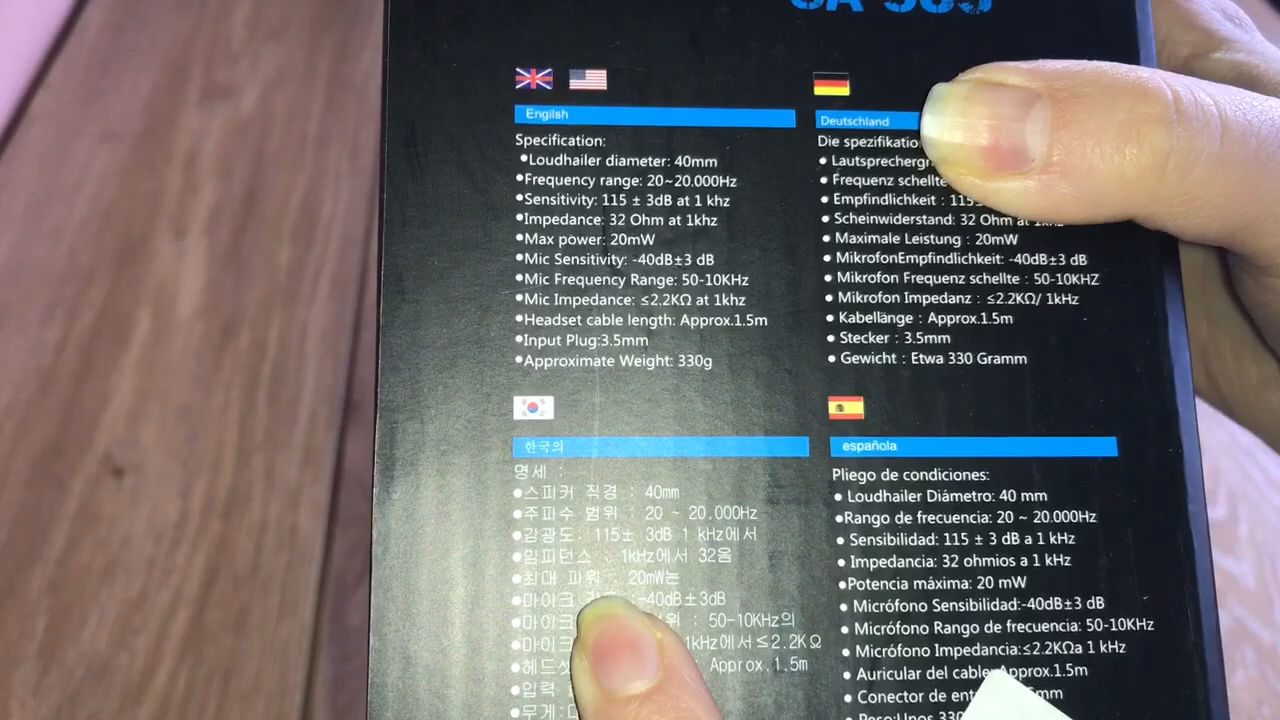 Engilsh
Specification:
●Loudhailer diameter: 40mm
●Frequency range: 20~20.000Hz
●Sensitivity: 115 ± 3dB at 1 khz
●Impedance: 32 Ohm at 1khz
●Max power: 20mW
●Mic Sensitivity: -40dB±3 dB
●Mic Frequency Range: 50-10KHz
●Mic Impedance: ≤2.2KΩ at 1khz
●Headset cable length: Approx.1.5m
●Input Plug:3.5mm
●Approximate Weight: 330g
Deutschland
Die
● Frequenz schellte
● Empfindlichkeit : 115
● Scheinwiderstand: 32 Ohm at 1khz
● Maximale Leistung : 20mW
● MikrofonEmpfindlichkeit: -40dB±3 dB
● Mikrofon Frequenz schellte : 50-10KHZ
● Mikrofon Impedanz : ≤2.2KΩ/ 1kHz
● Kabellänge : Approx.1.5m
● Stecker : 3.5mm
● Gewicht : Etwa 330 Gramm
한국의
명세 :
●스피커 직경 : 40mm
●주파수 범위 : 20 ~ 20.000Hz
●감광도: 115± 3dB 1 kHz에서
●임피던스 : 1kHz에서 32옴
●최대 파워 : 20mW는
●마이크 :-40dB±3dB
●마이크 : 50-10KHz의
●마이크 1kHz에서≤2.2KΩ
Approx.1.5m
●입력
●무게:
española
Pliego de condiciones:
● Loudhailer Diámetro: 40 mm
●Rango de frecuencia: 20 ~ 20.000Hz
● Sensibilidad: 115 ± 3 dB a 1 kHz
● Impedancia: 32 ohmios a 1 kHz
●Potencia máxima: 20 mW
● Micrófono Sensibilidad:-40dB±3 dB
● Micrófono Rango de frecuencia: 50-10KHz
● Micrófono Impedancia:≤2.2KΩa 1 kHz
● Auricular del cable: Approx.1.5m
● Conector de
● Peso:Unos 330